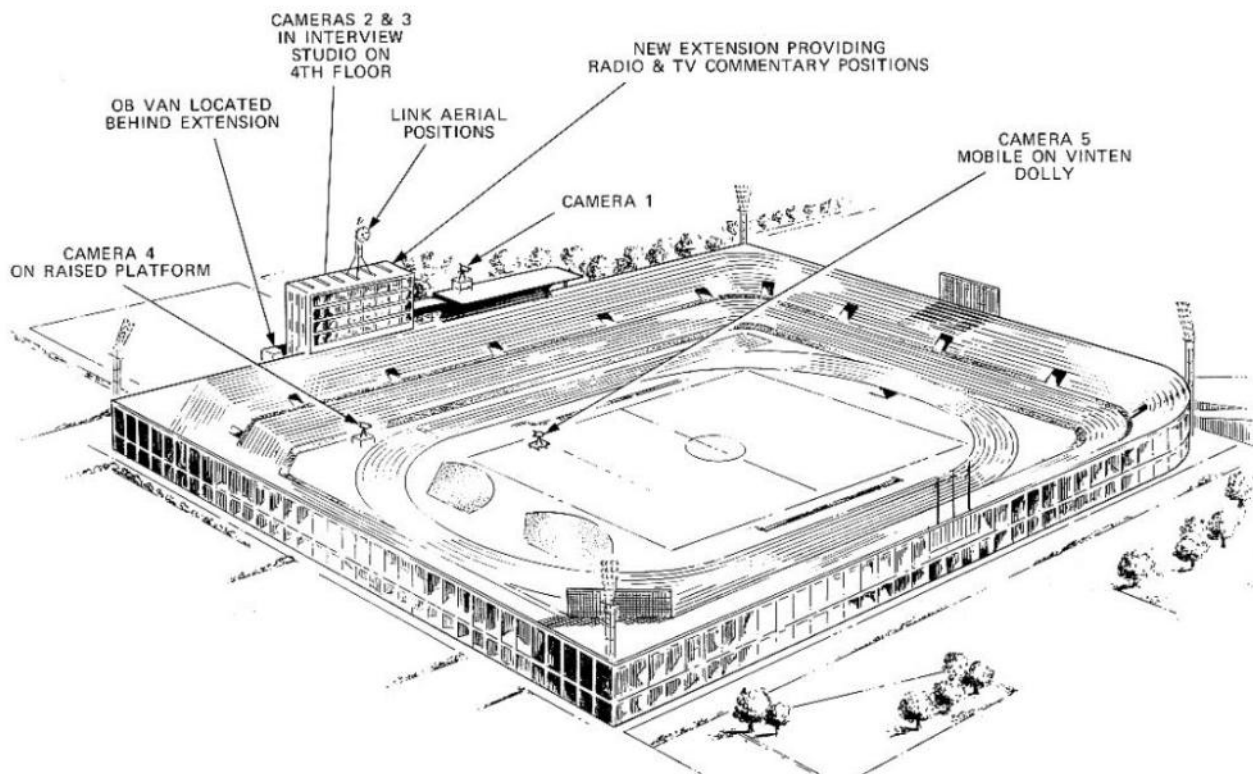 CAMERAS 2 & 3
IN INTERVIEW
STUDIO ON
4TH FLOOR
NEW EXTENSION PROVIDING
RADIO & TV COMMENTARY POSITIONS
OB VAN LOCATED
BEHIND EXTENSION
LINK AERIAL
POSITIONS
CAMERA 5
MOBILE ON VINTEN
DOLLY
CAMERA 1
CAMERA 4
ON RAISED PLATFORM